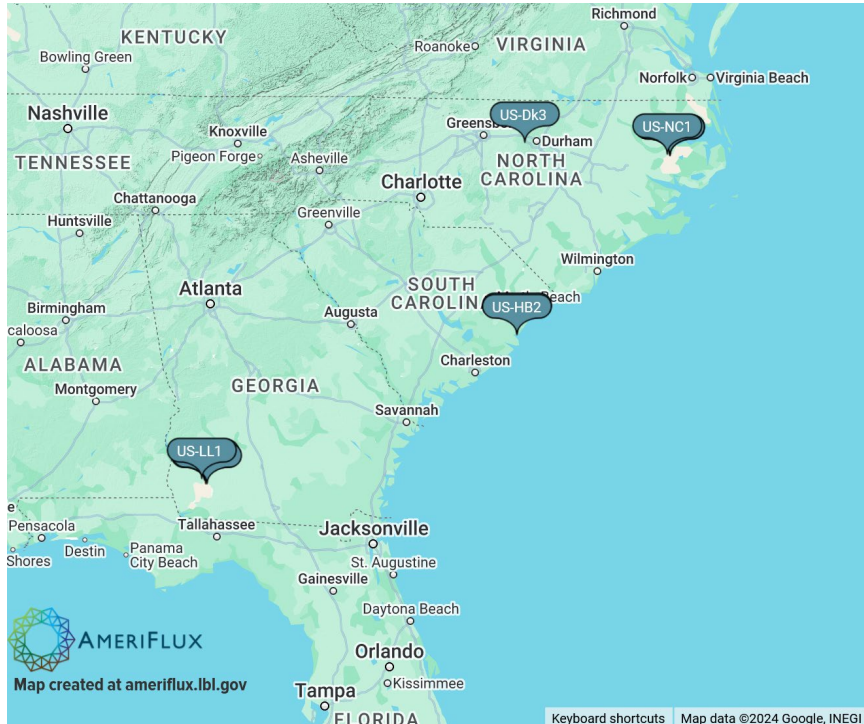 Richmond
KENTUCKY
Roanoke
VIRGINIA
Bowling Green
Norfolk
Virginia Beach
Nashville
US-Dk3
Greensb
US-NC1
Knoxville
Durham
Pigeon Forge
Asheville
NORTH
CAROLINA
TENNESSEE
Charlotte
Chattanooga
Greenville
Huntsville
Wilmington
Atlanta
SOUTH
CAROLIN
Beach
US-HB2
Birmingham
Augusta
caloosa
Charleston
ALABAMA
GEORGIA
Montgomery
Savannah
US-LL1
e
Pensacola
Tallahassee
Jacksonville
Shores
Destin
Panama
City Beach
St. Augustine
Gainesville
Daytona Beach
AMERIFLUX
Orlando
Map created at ameriflux.lbl.gov
Kissimmee
Tampa
FLORIDA
Keyboard shortcuts
Map data ©2024 Google, INEGI